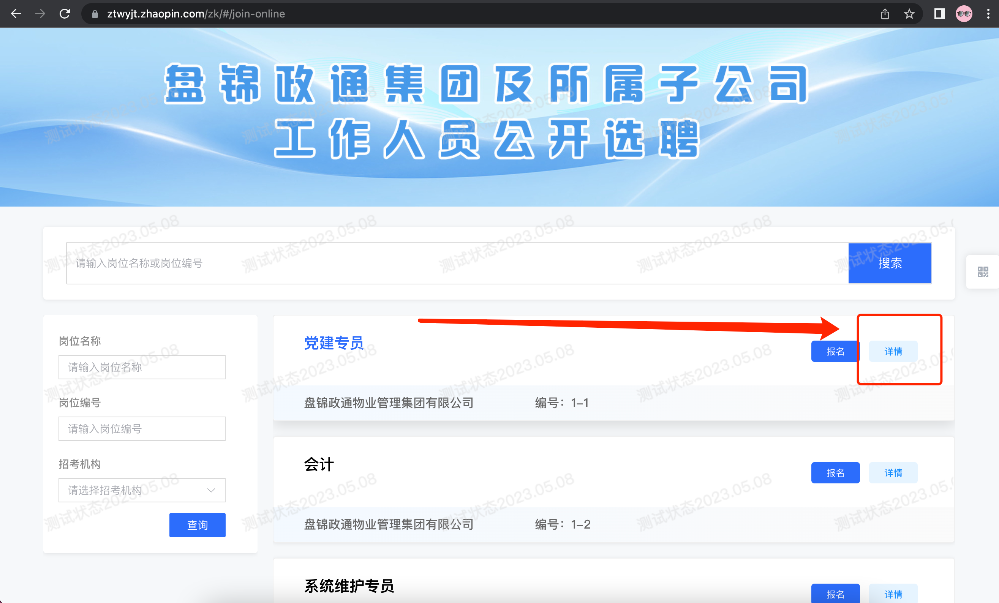 ztwyjt.zhaopin.com/zk/#/join-online
盘锦政通集团及所属子公司
工作人员公开选聘
请输入岗位名称或岗位编号
搜索
岗位名称
请输入岗位名称
岗位编号
请输入岗位编号
招考机构
请选择招考机构
查询
党建专员
报名 详情
盘锦政通物业管理集团有限公司 编号：1-1
会计
报名 详情
盘锦政通物业管理集团有限公司 编号：1-2
系统维护专员
报名 详情
测试状态2023.05.08